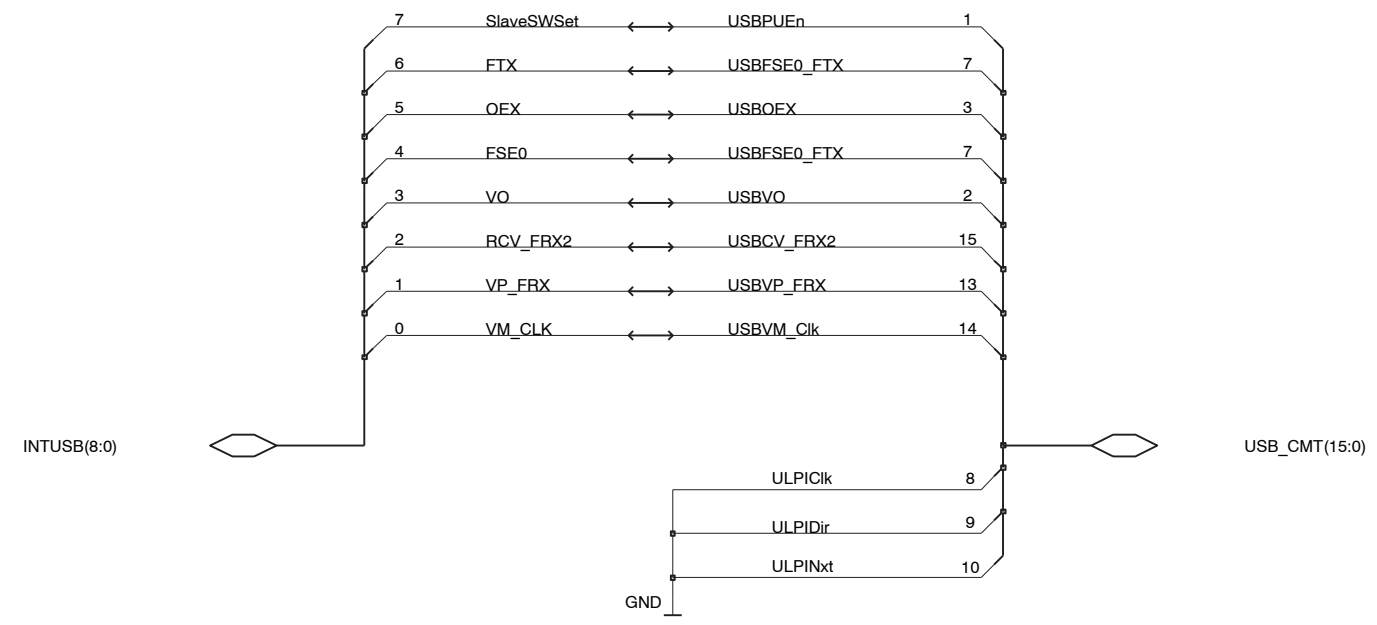 7 SlaveSWSet USBPUEn 1
6 FTX USBFSE0_FTX 7
5 OEX USBOEX 3
4 FSE0 USBFSE0_FTX 7
3 VO USBVO 2
2 RCV_FRX2 USBCV_FRX2 15
1 VP_FRX USBVP_FRX 13
0 VM_CLK USBVM_Clk 14
INTUSB(8:0) USB_CMT(15:0)
ULPIClk 8
ULPIDir 9
ULPINxt 10
GND